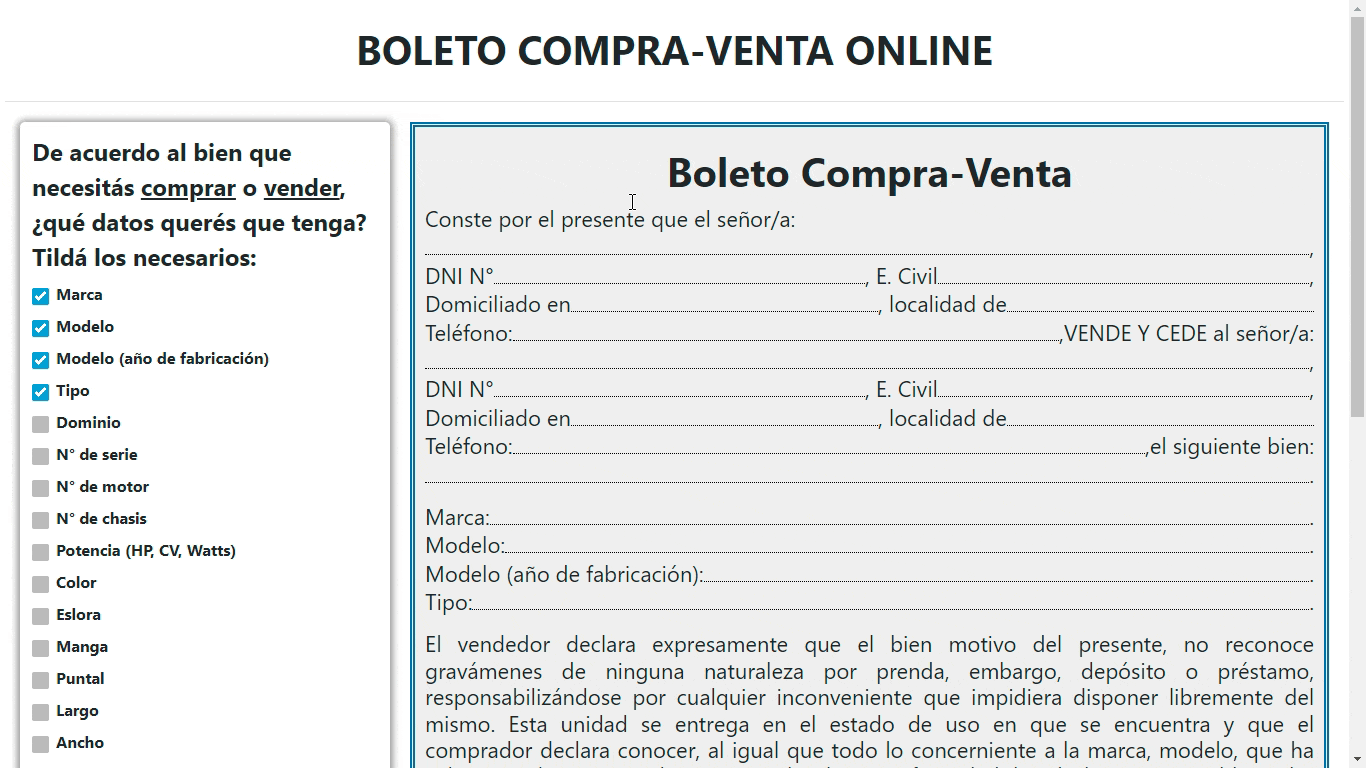 BOLETO COMPRA-VENTA ONLINE
De acuerdo al bien que
necesitás comprar o vender,
¿qué datos querés que tenga?
Tildá los necesarios:
Marca
Modelo
Modelo (año de fabricación)
Tipo
Dominio
N° de serie
N° de motor
N° de chasis
Potencia (HP, CV, Watts)
Color
Eslora
Manga
Puntal
Largo
Ancho
Boleto Compra-Venta
Conste por el presente que el señor/a:
,
DNI N°, E. Civil,
Domiciliado en, localidad de
Teléfono:,VENDE Y CEDE al señor/a:
,
DNI N°, E. Civil,
Domiciliado en, localidad de
Teléfono:,el siguiente bien:
.
Marca:.
Modelo:.
Modelo (año de fabricación):.
Tipo:.
El vendedor declara expresamente que el bien motivo del presente, no reconoce
gravámenes de ninguna naturaleza por prenda, embargo, depósito o préstamo,
responsabilizándose por cualquier inconveniente que impidiera disponer libremente del
mismo. Esta unidad se entrega en el estado de uso en que se encuentra y que el
comprador declara conocer, al igual que todo lo concerniente a la marca, modelo, que ha